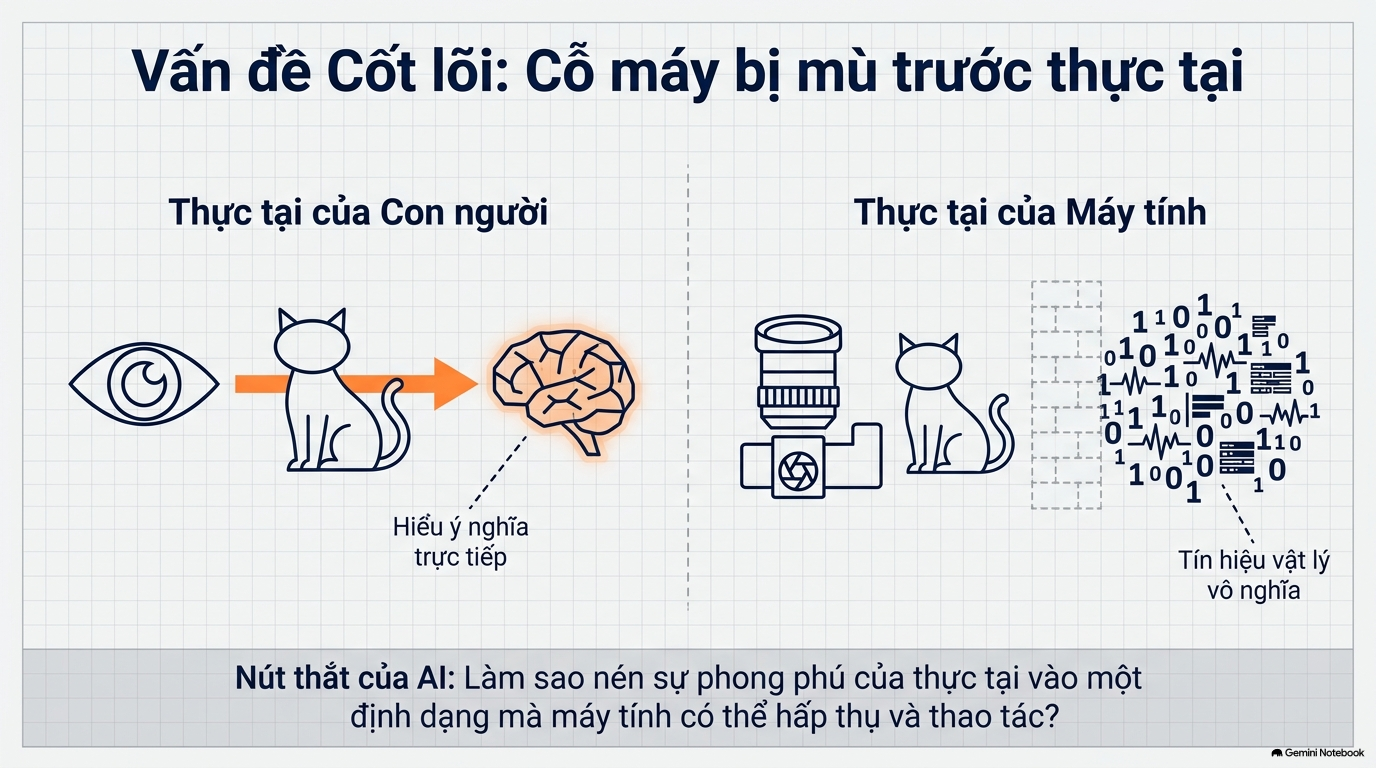 Vấn đề Cốt lõi: Cỗ máy bị mù trước thực tại
Thực tại của Con người
Hiểu ý nghĩa
trực tiếp
Thực tại của Máy tính
Tín hiệu vật lý
vô nghĩa
Nút thắt của AI: Làm sao nén sự phong phú của thực tại vào một
định dạng mà máy tính có thể hấp thụ và thao tác?
Gemini Notebook